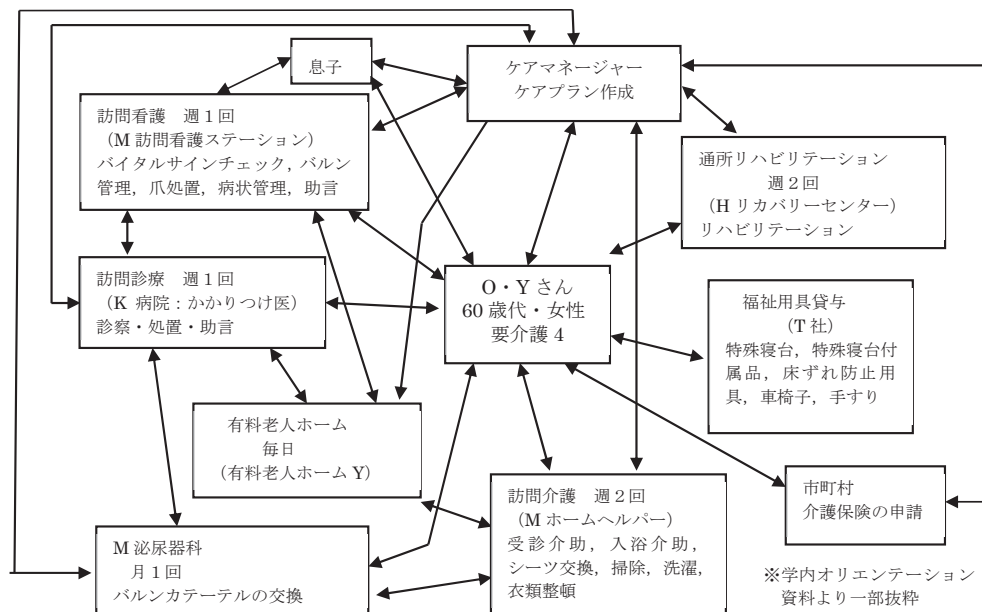 息子
ケアマネージャー
ケアプラン作成
訪問看護 週1回
(M 訪問看護ステーション)
バイタルサインチェック,バルン
管理,爪処置,病状管理,助言
通所リハビリテーション
週2回
(H リカバリーセンター)
リハビリテーション
訪問診療 週1回
(K 病院:かかりつけ医)
診察・処置・助言
O・Yさん
60 歳代・女性
要介護 4
福祉用具貸与
(T 社)
特殊寝台,特殊寝台付
属品,床ずれ防止用
具,車椅子,手すり
有料老人ホーム
毎日
(有料老人ホーム Y)
訪問介護 週2回
(M ホームヘルパー)
受診介助,入浴介助,
シーツ交換,掃除,洗濯,
衣類整頓
市町村
介護保険の申請
M 泌尿器科
月1回
バルンカテーテルの交換
※学内オリエンテーション
資料より一部抜粋